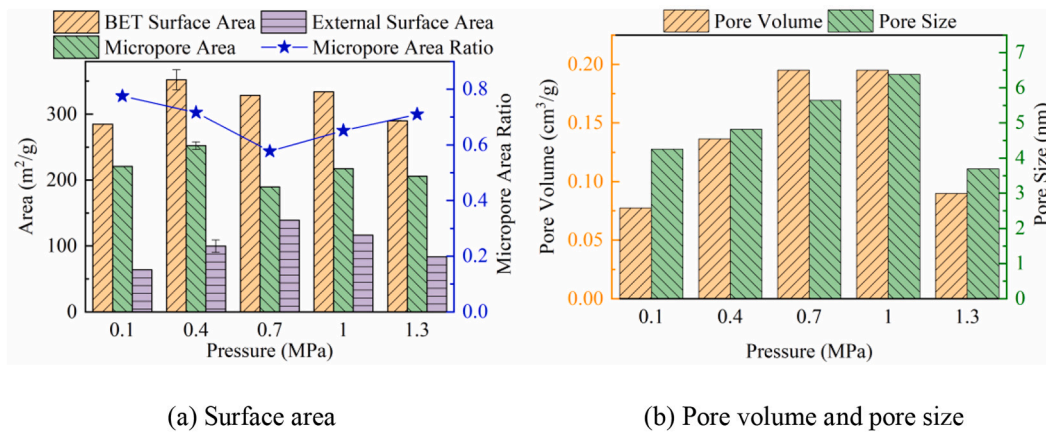 BET Surface Area
External Surface Area
Micropore Area
Micropore Area Ratio
Area (m²/g)
300
200
100
0
0.8
0.6
0.4
0.2
0.0
Micropore Area Ratio
0.1 0.4 0.7 1 1.3
Pressure (MPa)
(a) Surface area
Pore Volume
Pore Size
Pore Volume (cm³/g)
0.20
0.15
0.10
0.05
0.00
7
6
5
4
3
2
1
0
Pore Size (nm)
0.1 0.4 0.7 1 1.3
Pressure (MPa)
(b) Pore volume and pore size